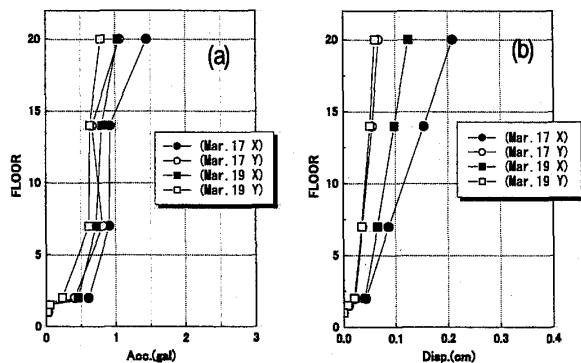 (a)
20
15
10
5
0
FLOOR
(Mar. 17 X)
(Mar. 17 Y)
(Mar. 19 X)
(Mar. 19 Y)
0 1 2 3
Acc.(gal)
(b)
20
15
10
5
0
FLOOR
(Mar. 17 X)
(Mar. 17 Y)
(Mar. 19 X)
(Mar. 19 Y)
0.0 0.1 0.2 0.3 0.4
Disp.(cm)